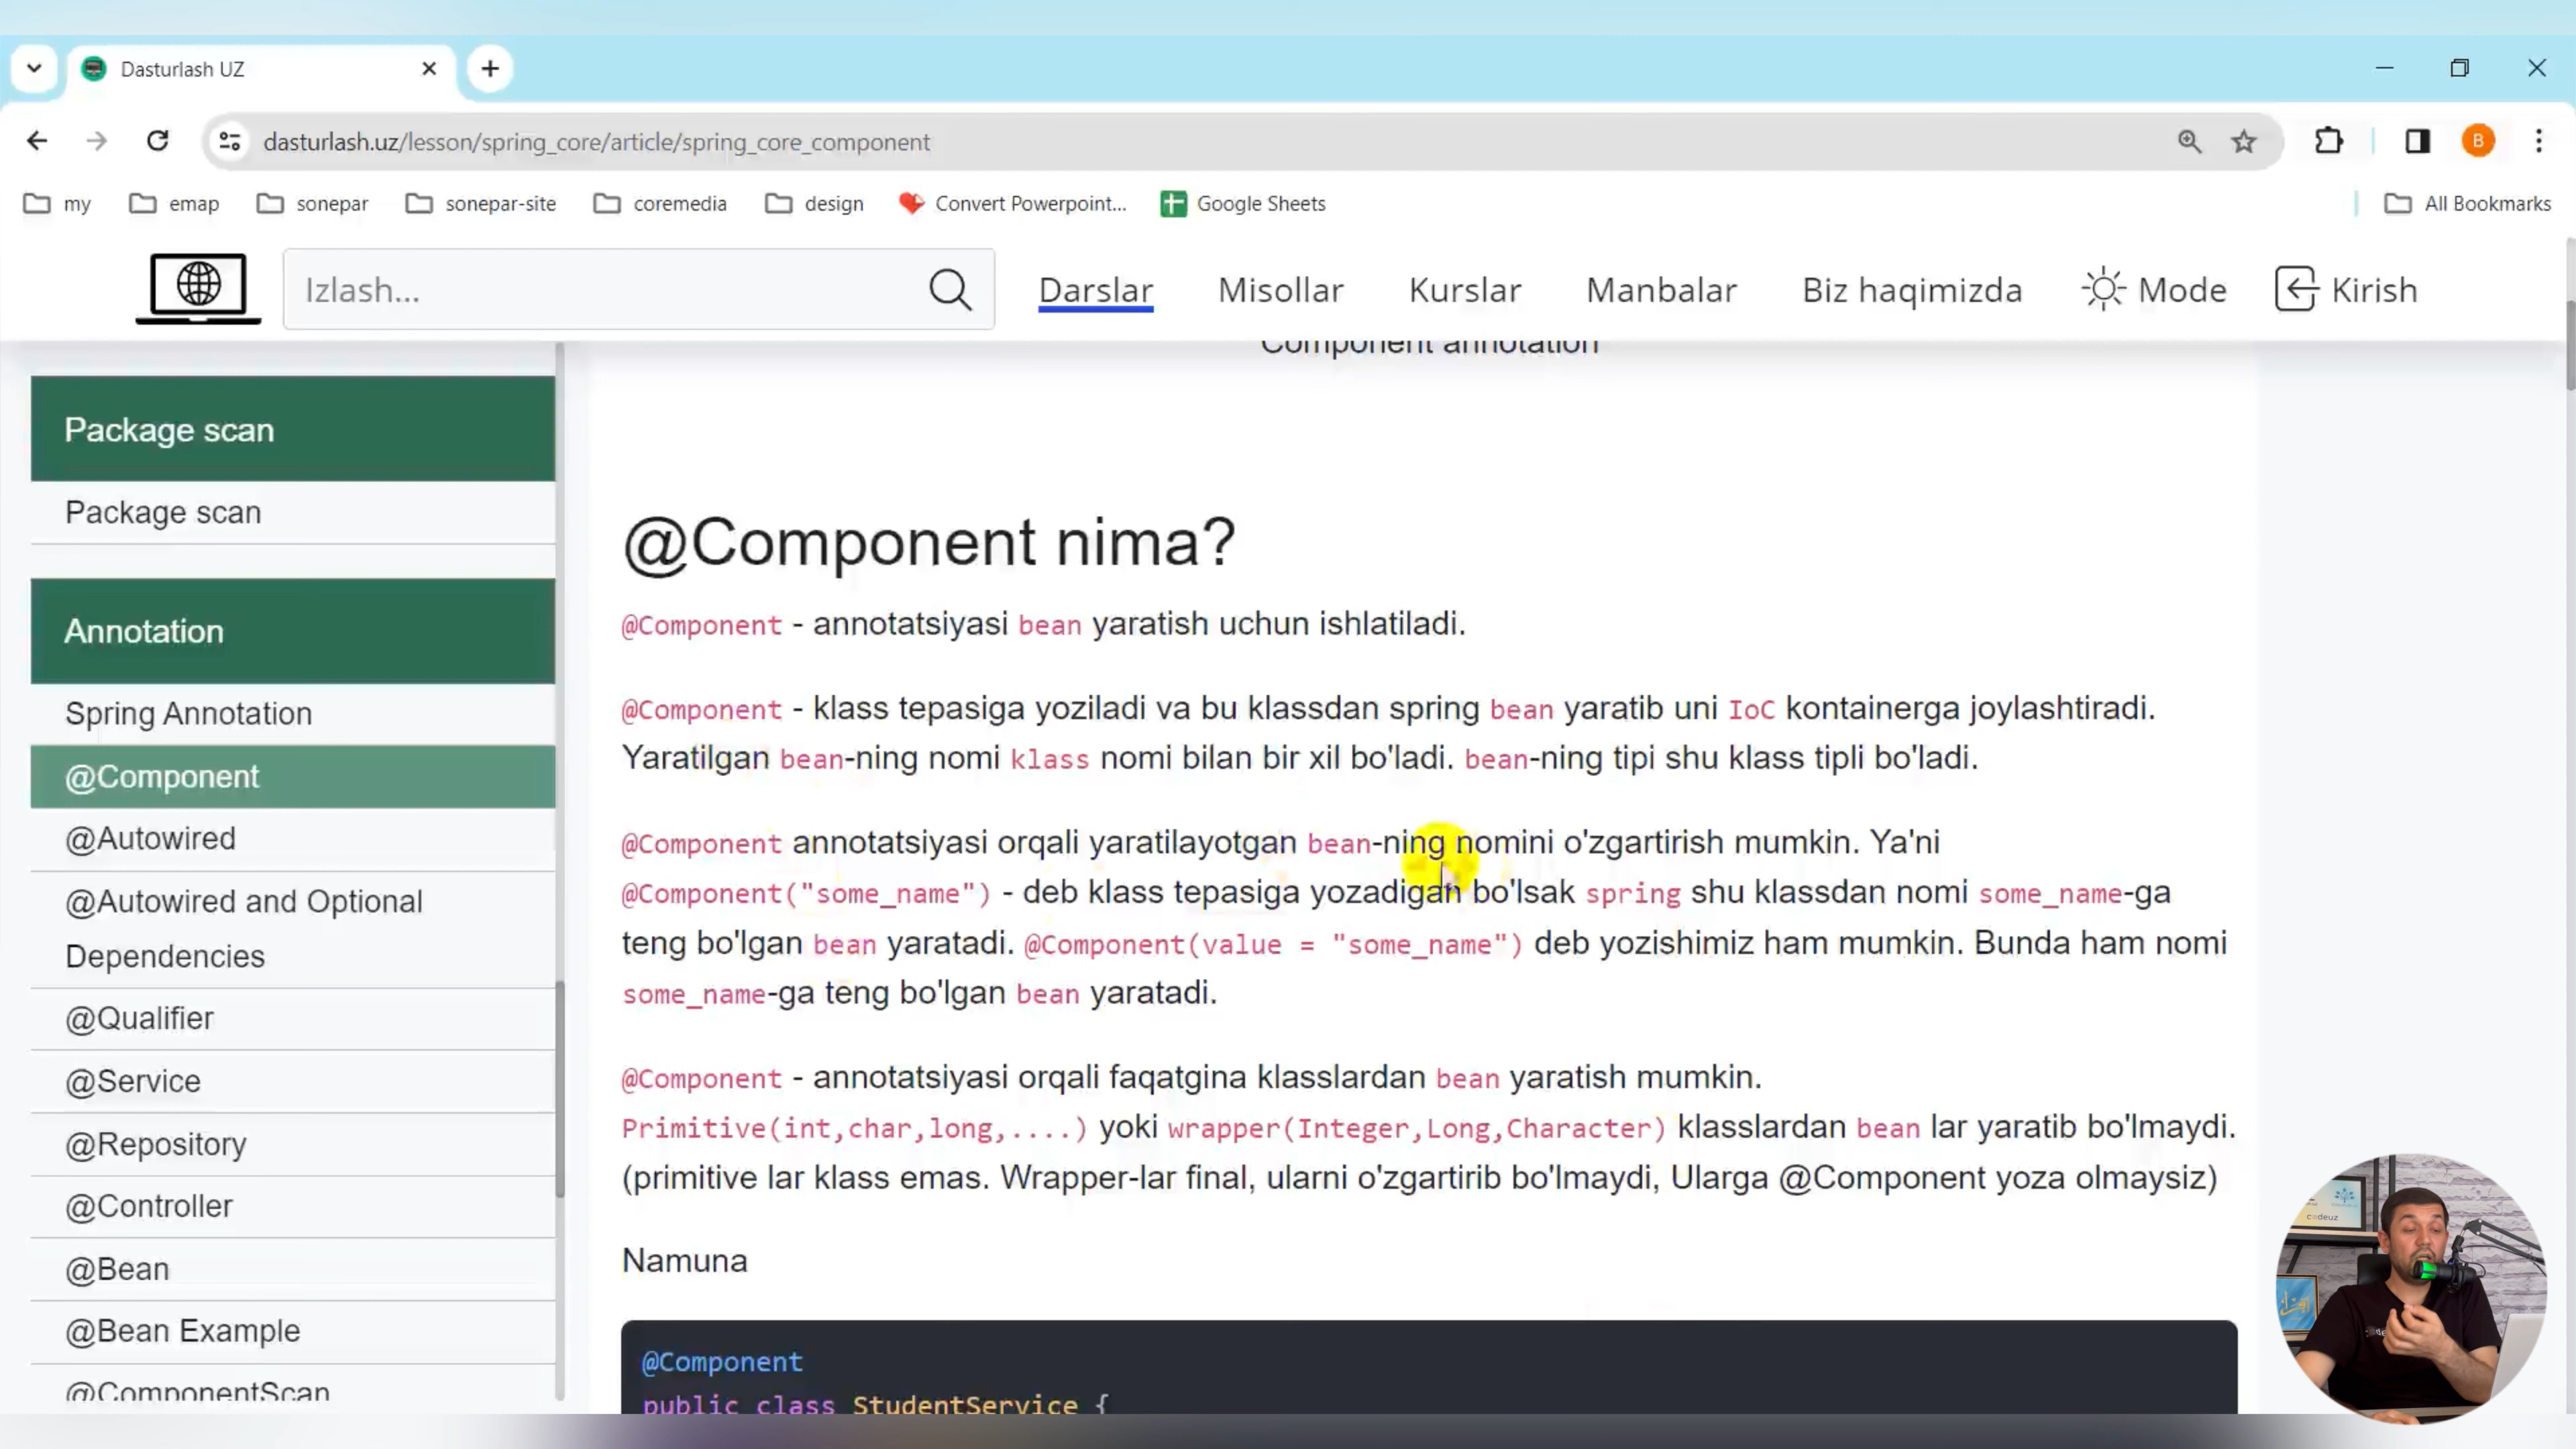 Dasturlash UZ
dasturlash.uz/lesson/spring_core/article/spring_core_component
B
my
emap
sonepar
sonepar-site
coremedia
design
Convert Powerpoint...
Google Sheets
All Bookmarks
Izlash...
Darslar
Misollar
Kurslar
Manbalar
Biz haqimizda
Mode
Kirish
Package scan
Package scan
Annotation
Spring Annotation
@Component
@Autowired
@Autowired and Optional
Dependencies
@Qualifier
@Service
@Repository
@Controller
@Bean
@Bean Example
@ComponentScan
Component annotation
@Component nima?
@Component - annotatsiyasi bean yaratish uchun ishlatiladi.
@Component - klass tepasiga yoziladi va bu klassdan spring bean yaratib uni IoC kontainerga joylashtiradi.
Yaratilgan bean-ning nomi klass nomi bilan bir xil bo'ladi. bean-ning tipi shu klass tipli bo'ladi.
@Component annotatsiyasi orqali yaratilayotgan bean-ning nomini o'zgartirish mumkin. Ya'ni
@Component("some_name") - deb klass tepasiga yozadigan bo'lsak spring shu klassdan nomi some_name-ga
teng bo'lgan bean yaratadi. @Component(value = "some_name") deb yozishimiz ham mumkin. Bunda ham nomi
some_name-ga teng bo'lgan bean yaratadi.
@Component - annotatsiyasi orqali faqatgina klasslardan bean yaratish mumkin.
Primitive(int,char,long,....) yoki wrapper(Integer,Long,Character) klasslardan bean lar yaratib bo'lmaydi.
(primitive lar klass emas. Wrapper-lar final, ularni o'zgartirib bo'lmaydi, Ularga @Component yoza olmaysiz)
Namuna
@Component
public class StudentService {
codeuz